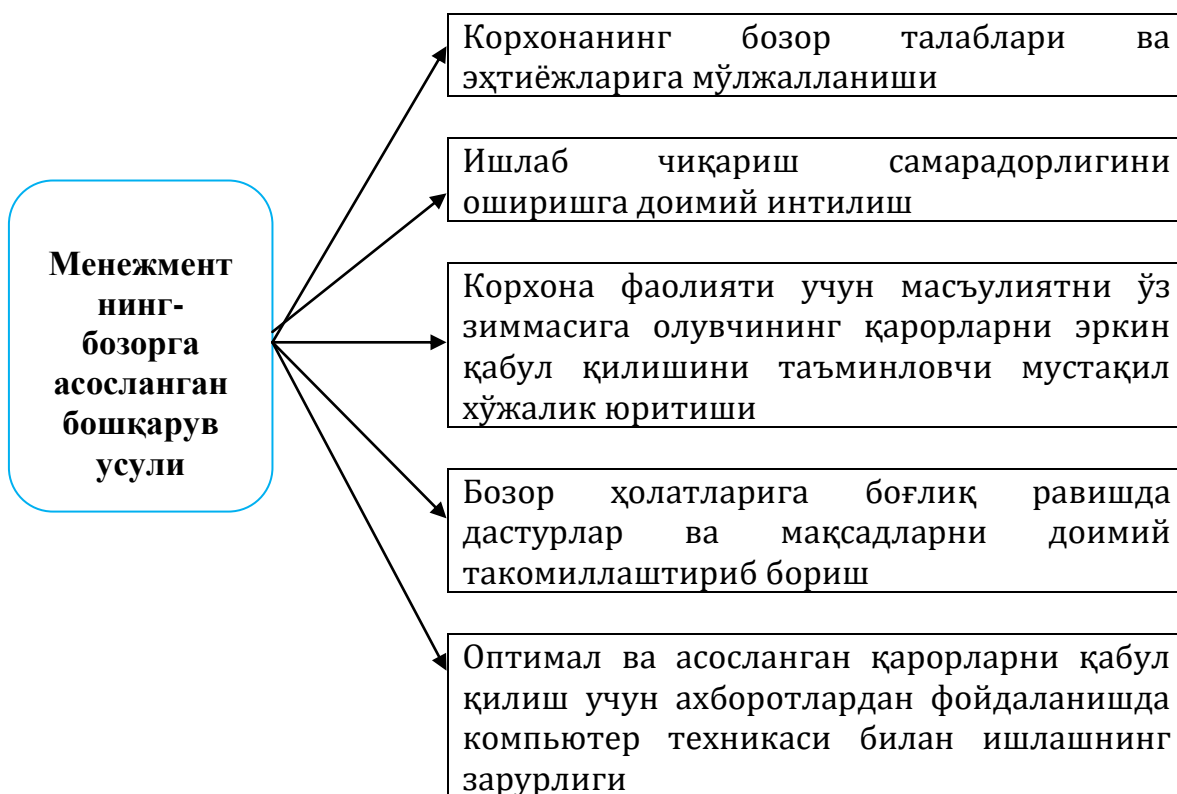 Менежмент
нинг-
бозорга
асосланган
бошқарув
усули
Корхонанинг бозор талаблари ва
эҳтиёжларига мўлжалланиши
Ишлаб чиқариш самарадорлигини
оширишга доимий интилиш
Корхона фаолияти учун масъулиятни ўз
зиммасига олувчининг қарорларни эркин
қабул қилишини таъминловчи мустақил
хўжалик юритиши
Бозор ҳолатларига боғлиқ равишда
дастурлар ва мақсадларни доимий
такомиллаштириб бориш
Оптимал ва асосланган қарорларни қабул
қилиш учун ахборотлардан фойдаланишда
компьютер техникаси билан ишлашнинг
зарурлиги